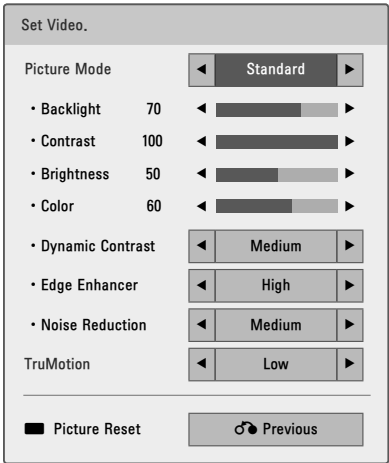 Set Video.
Picture Mode Standard
• Backlight 70
• Contrast 100
• Brightness 50
• Color 60
• Dynamic Contrast Medium
• Edge Enhancer High
• Noise Reduction Medium
TruMotion Low
Picture Reset Previous